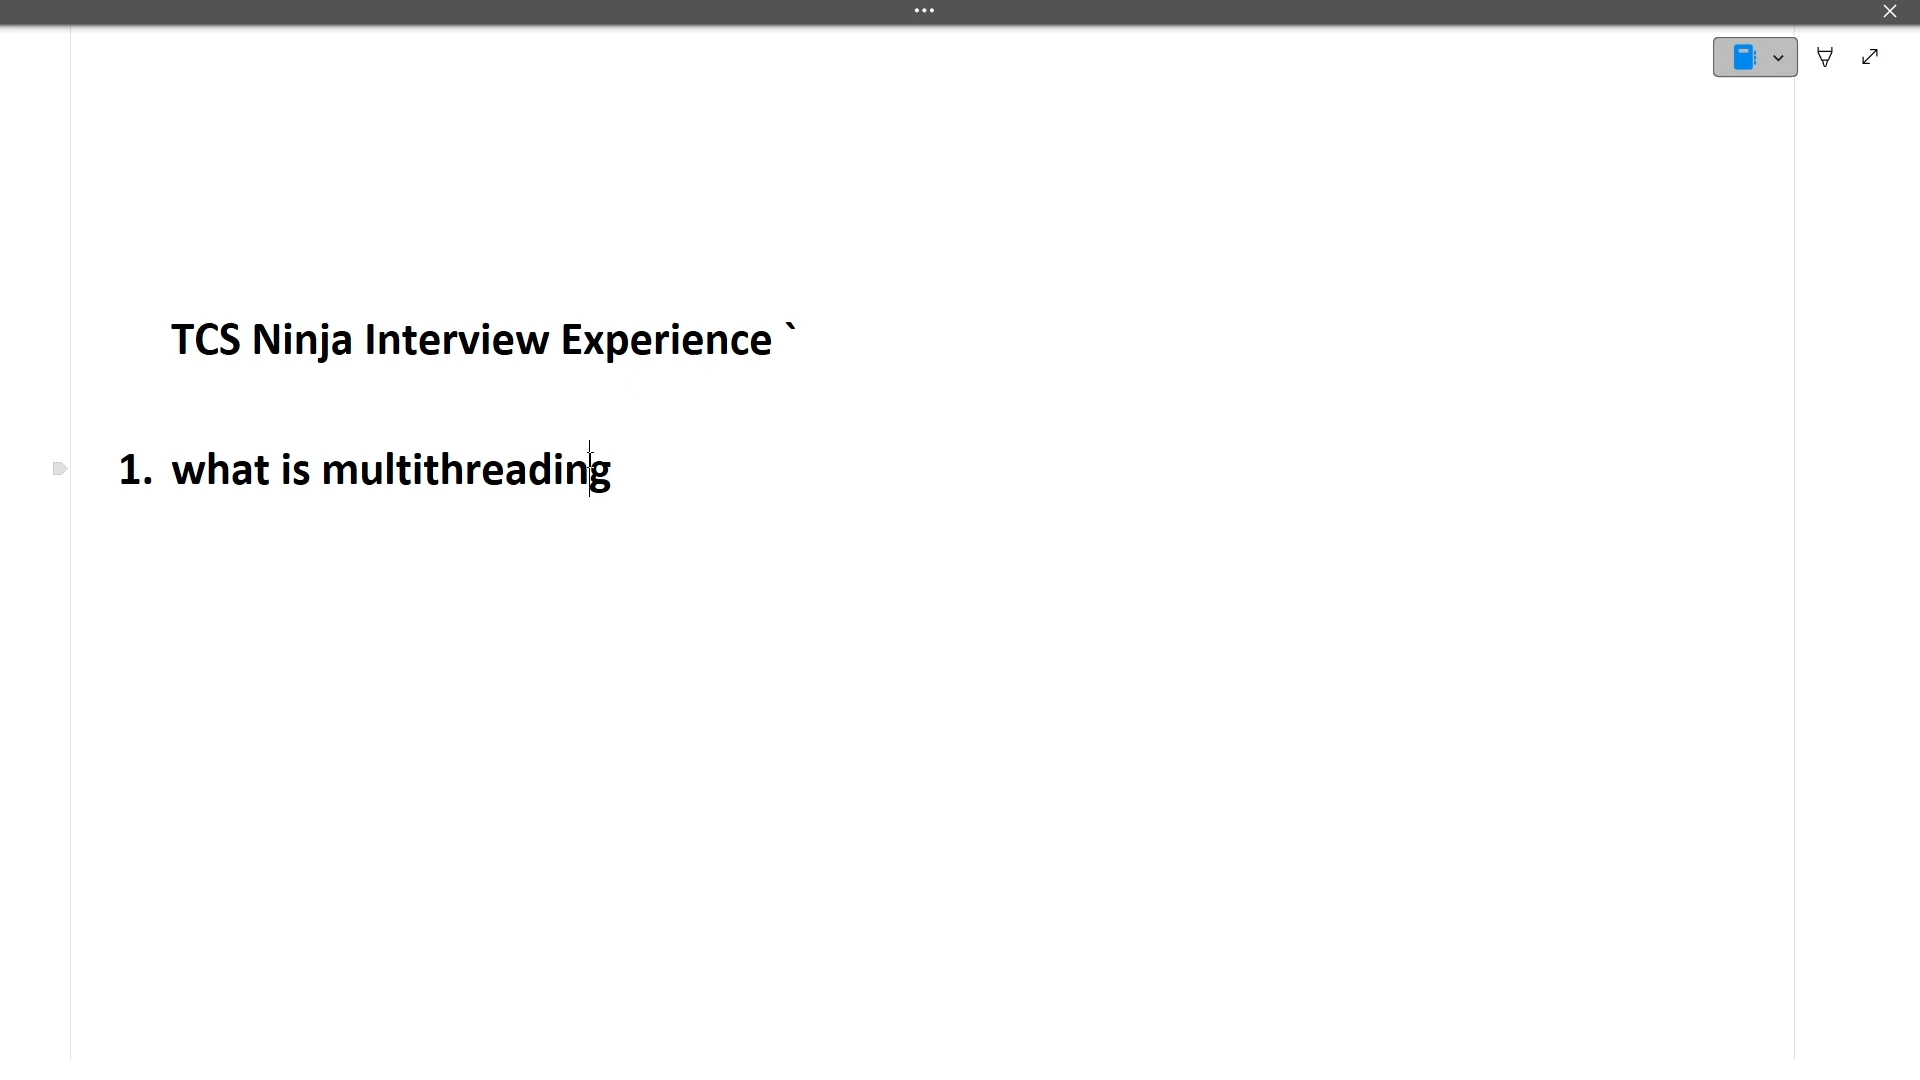 TCS Ninja Interview Experience `
1. what is multithreading